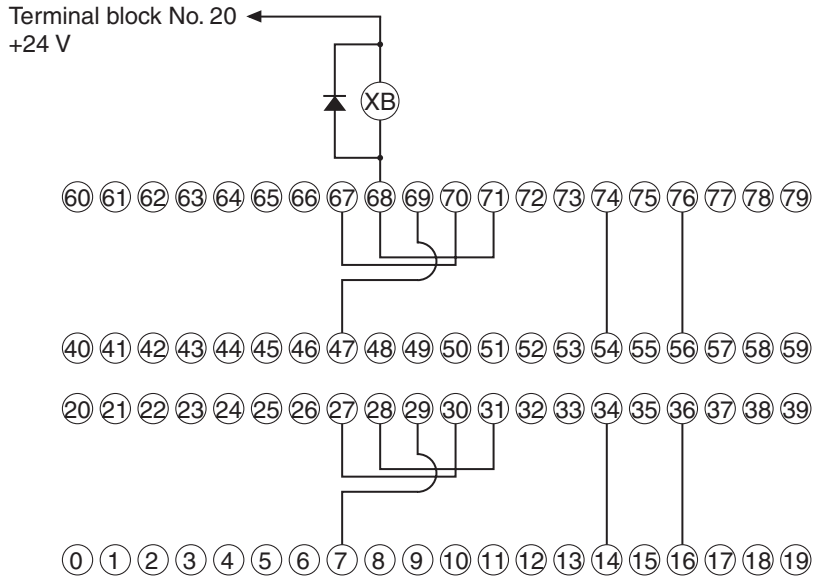 Terminal block No. 20
+24 V
XB
60 61 62 63 64 65 66 67 68 69 70 71 72 73 74 75 76 77 78 79
40 41 42 43 44 45 46 47 48 49 50 51 52 53 54 55 56 57 58 59
20 21 22 23 24 25 26 27 28 29 30 31 32 33 34 35 36 37 38 39
0 1 2 3 4 5 6 7 8 9 10 11 12 13 14 15 16 17 18 19